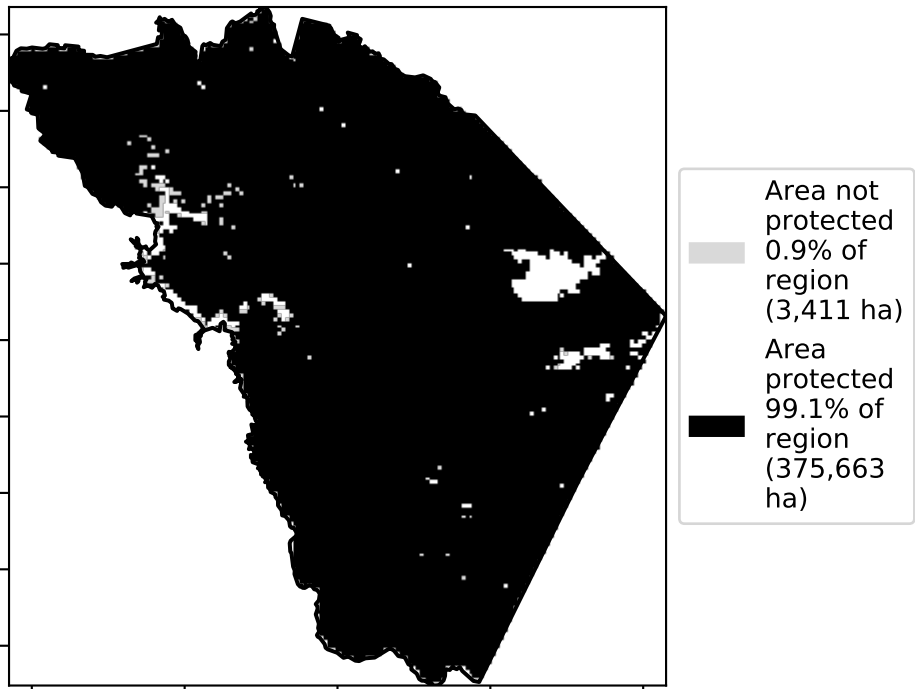 Area not
protected
0.9% of
region
(3,411 ha)
Area
protected
99.1% of
region
(375,663
ha)